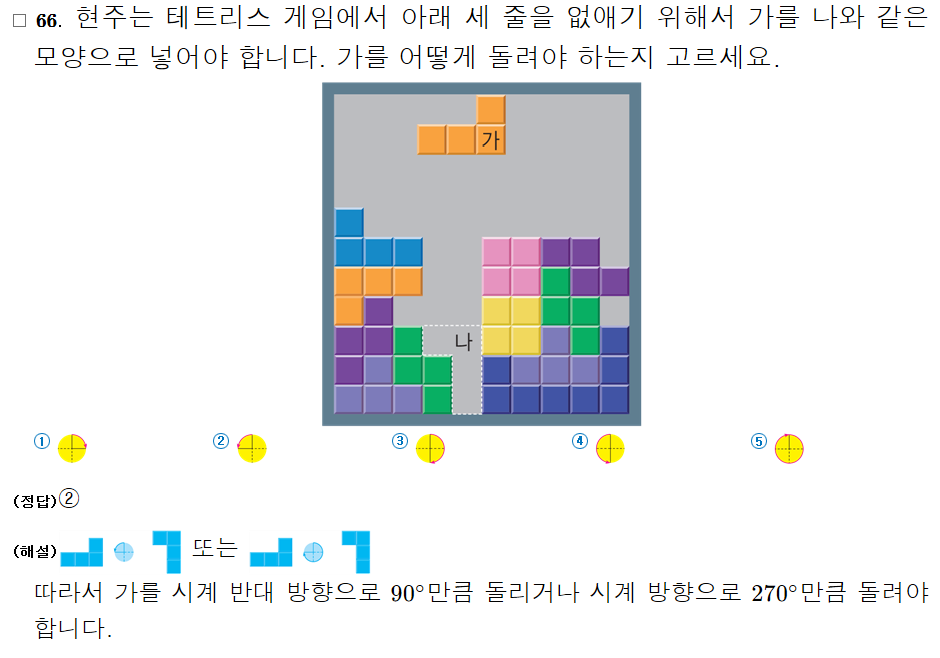 □ 66. 현주는 테트리스 게임에서 아래 세 줄을 없애기 위해서 가를 나와 같은
모양으로 넣어야 합니다. 가를 어떻게 돌려야 하는지 고르세요.
가
나
① ② ③ ④ ⑤
(정답)②
(해설) 또는
따라서 가를 시계 반대 방향으로 90°만큼 돌리거나 시계 방향으로 270°만큼 돌려야
합니다.